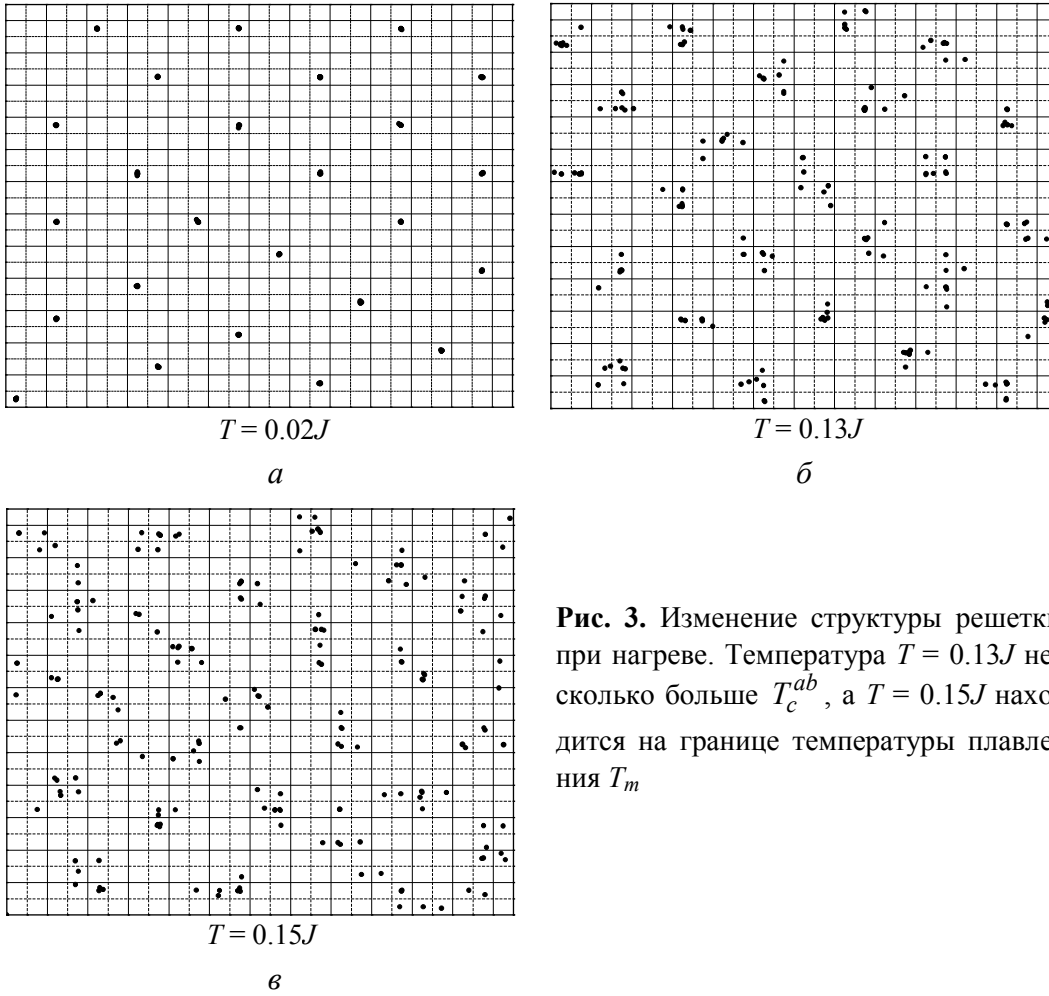 T = 0.02J
а
T = 0.13J
б
T = 0.15J
в
Рис. 3. Изменение структуры решетк
при нагреве. Температура T = 0.13J не
сколько больше T_c^{ab}, а T = 0.15J нахо
дится на границе температуры плавле
ния T_m